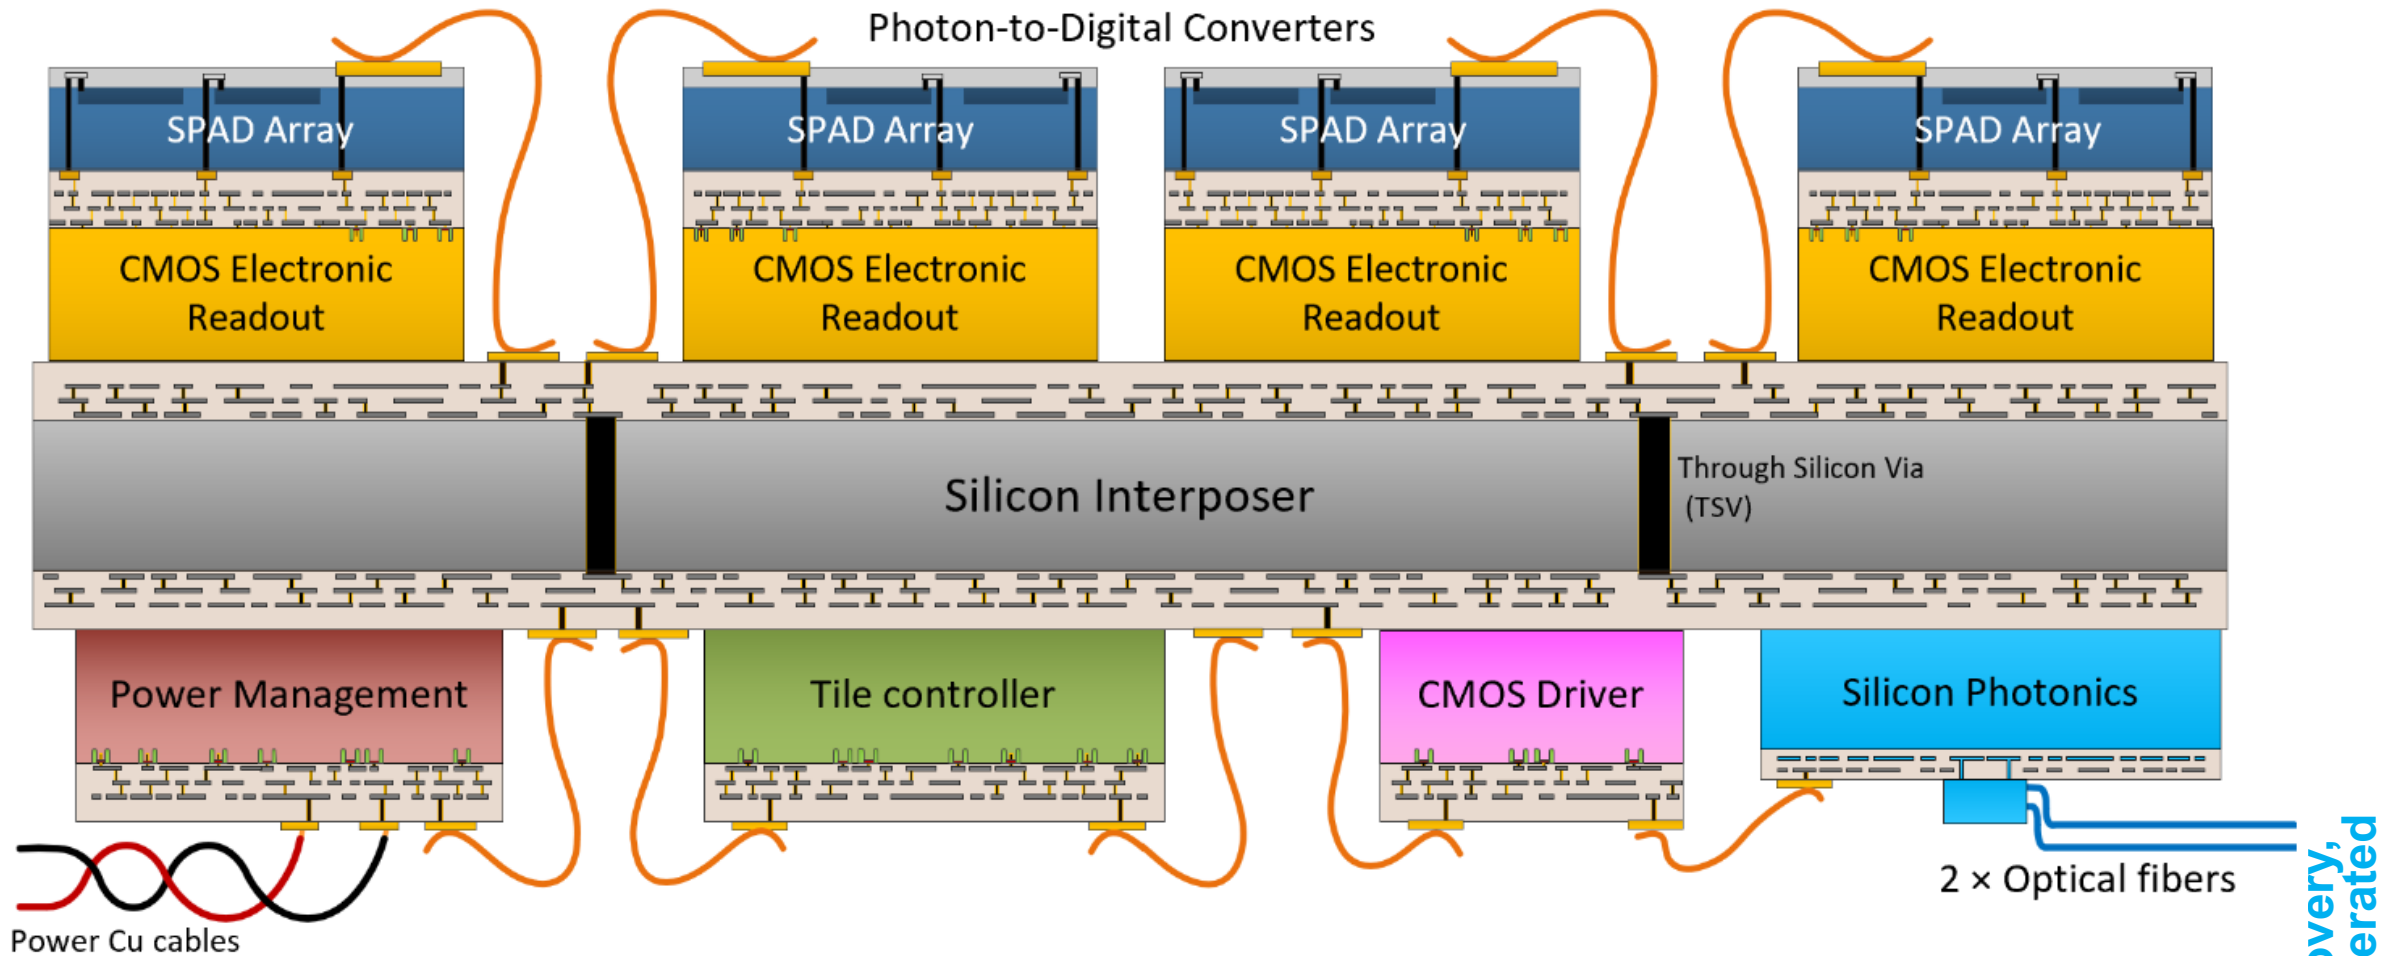 Photon-to-Digital Converters
SPAD Array
SPAD Array
SPAD Array
SPAD Array
CMOS Electronic
Readout
CMOS Electronic
Readout
CMOS Electronic
Readout
CMOS Electronic
Readout
Silicon Interposer
Through Silicon Via
(TSV)
Power Management
Tile controller
CMOS Driver
Silicon Photonics
2 × Optical fibers
Power Cu cables
overy,
erated